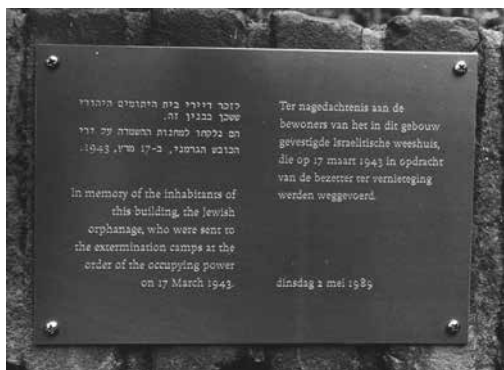 לזכר דיירי בית היתומים היהודי
ששכן בבנין זה.
הם נלקחו למחנות ההשמדה על ידי
הכובש הגרמני, ב-17 מרץ, 1943.
In memory of the inhabitants of
this building, the Jewish
orphanage, who were sent to
the extermination camps at the
order of the occupying power
on 17 March 1943.
Ter nagedachtenis aan de
bewoners van het in dit gebouw
gevestigde Israelitische weeshuis,
die op 17 maart 1943 in opdracht
van de bezetter ter vernieteging
werden weggevoerd.
dinsdag 2 mei 1989